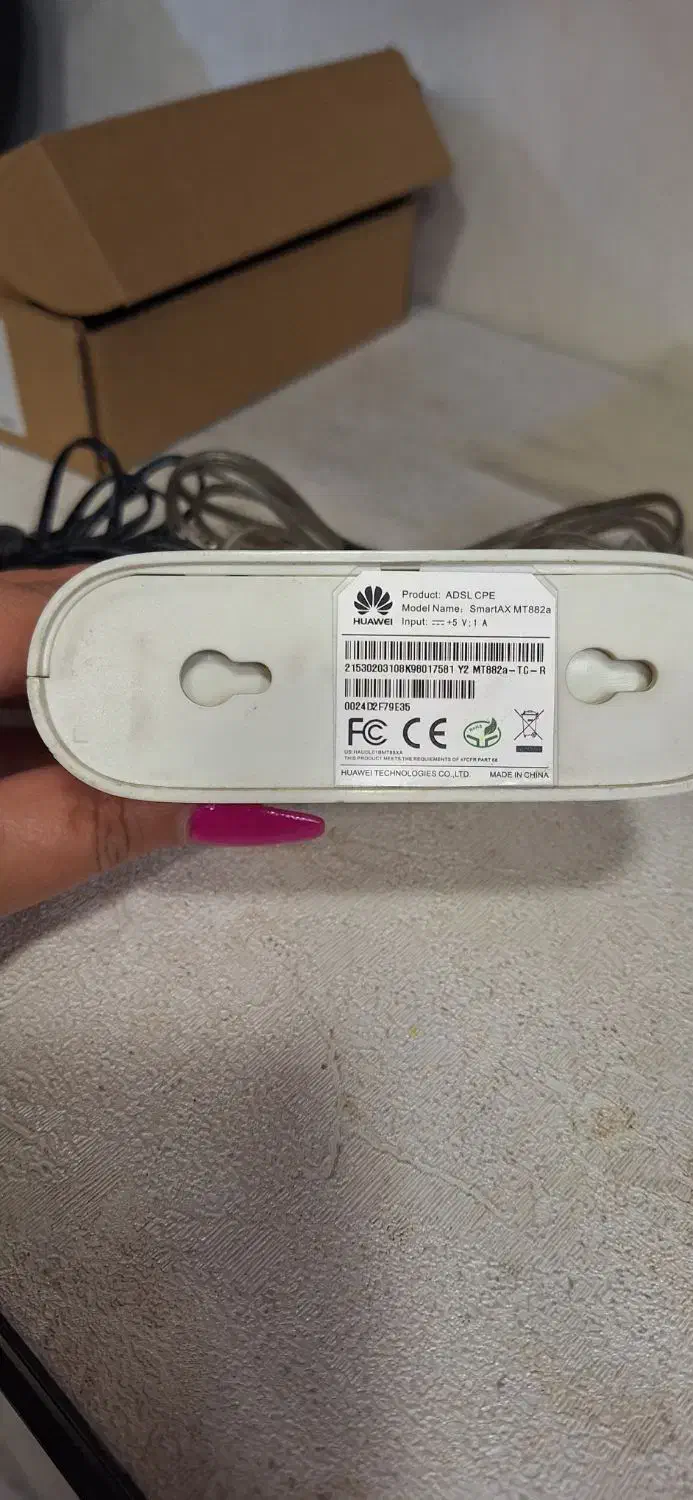 HUAWEI
Product: ADSL CPE
Model Name: SmartAX MT882a
Input: ⎓ +5 V; 1 A
21530203108K98017581 Y2 MT882a-TC-R
0024D2F79E35
FC CE RoHS
THIS PRODUCT MEETS THE REQUIREMENTS OF 47CFR PART 68
HUAWEI TECHNOLOGIES CO.,LTD. MADE IN CHINA